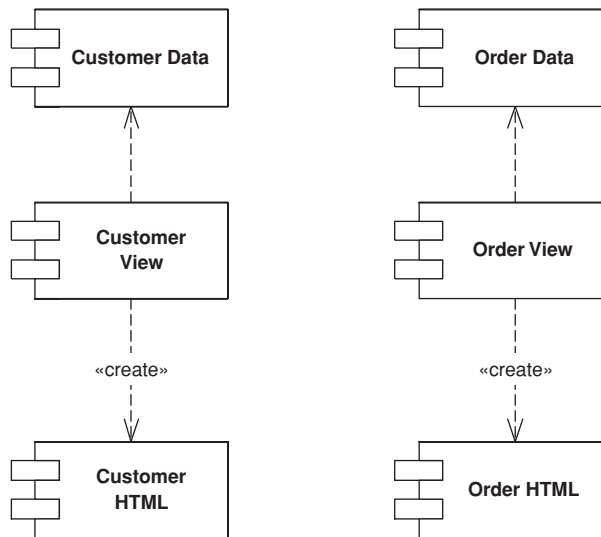 Customer Data
Order Data
Customer
View
Order View
«create»
«create»
Customer
HTML
Order HTML